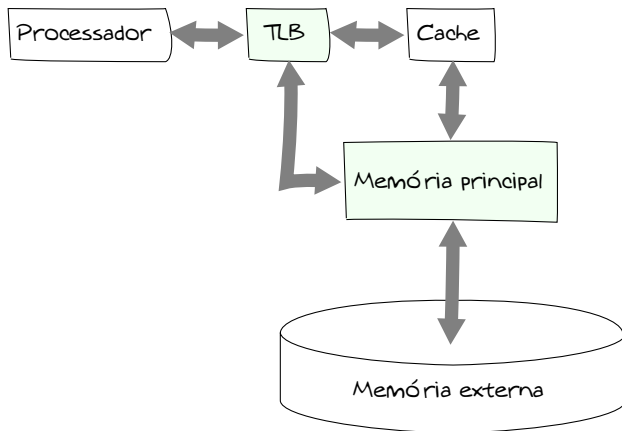 Processador
TLB
Cache
Memória principal
Memória externa